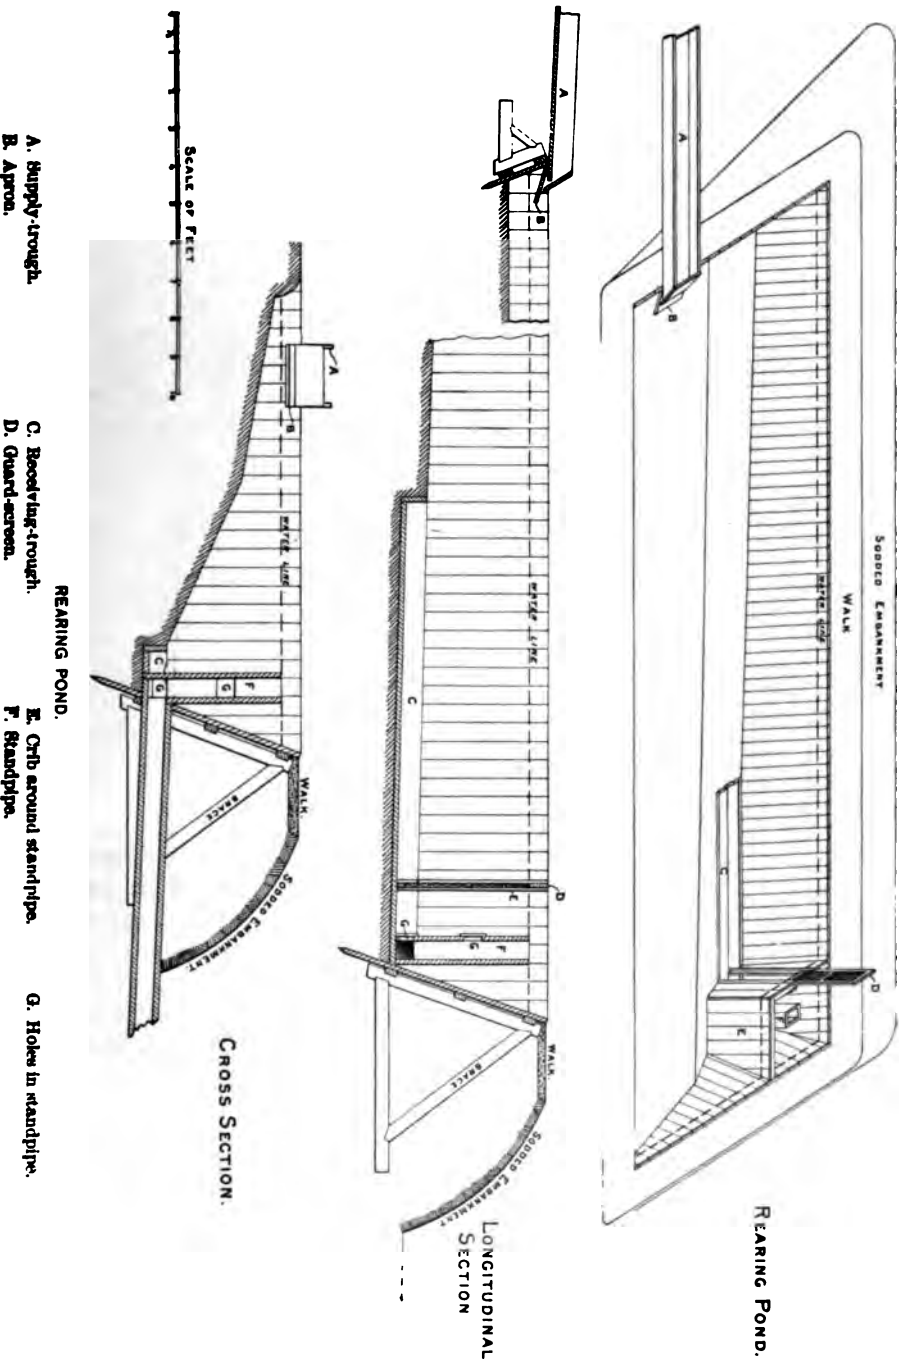 REARING POND.
SODDED EMBANKMENT
WALK
WATER LINE
A
B
C
D
E
LONGITUDINAL
SECTION
A
B
WATER LINE
C
D
E
F
G
G
WALK.
BRACE
SODDED EMBANKMENT
CROSS SECTION.
A
B
WATER LINE
C
G
G
F
WALK.
BRACE
SODDED EMBANKMENT.
SCALE OF FEET
REARING POND.
A. Supply-trough. C. Receiving-trough. E. Crib around standpipe. G. Holes in standpipe.
B. Apron. D. Guard-screen. F. Standpipe.